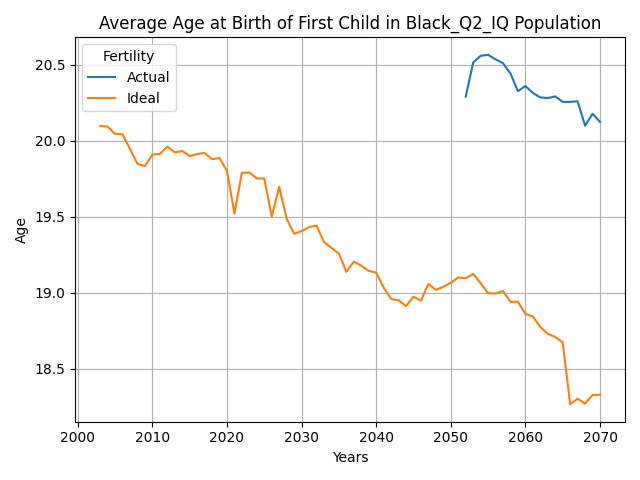 Average Age at Birth of First Child in Black_Q2_IQ Population
Fertility
Actual
Ideal
20.5
20.0
19.5
19.0
18.5
Age
2000 2010 2020 2030 2040 2050 2060 2070
Years